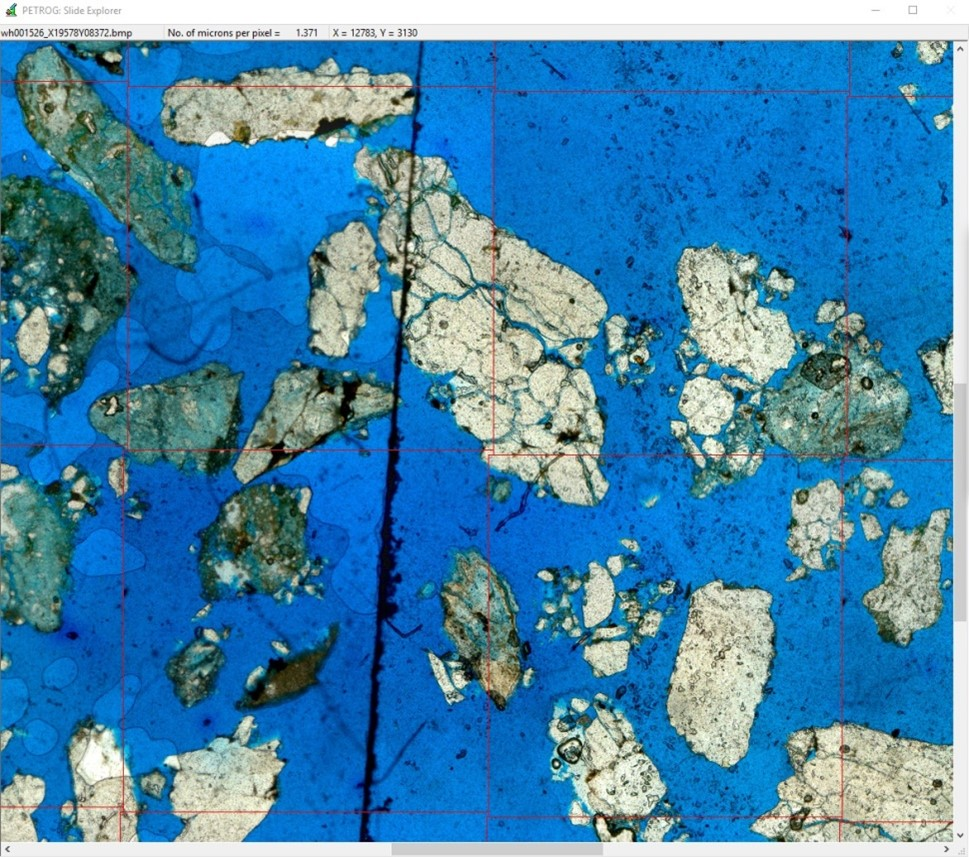 PETROG: Slide Explorer
wh001526_X19578Y08372.bmp No. of microns per pixel = 1.371 X = 12783, Y = 3130